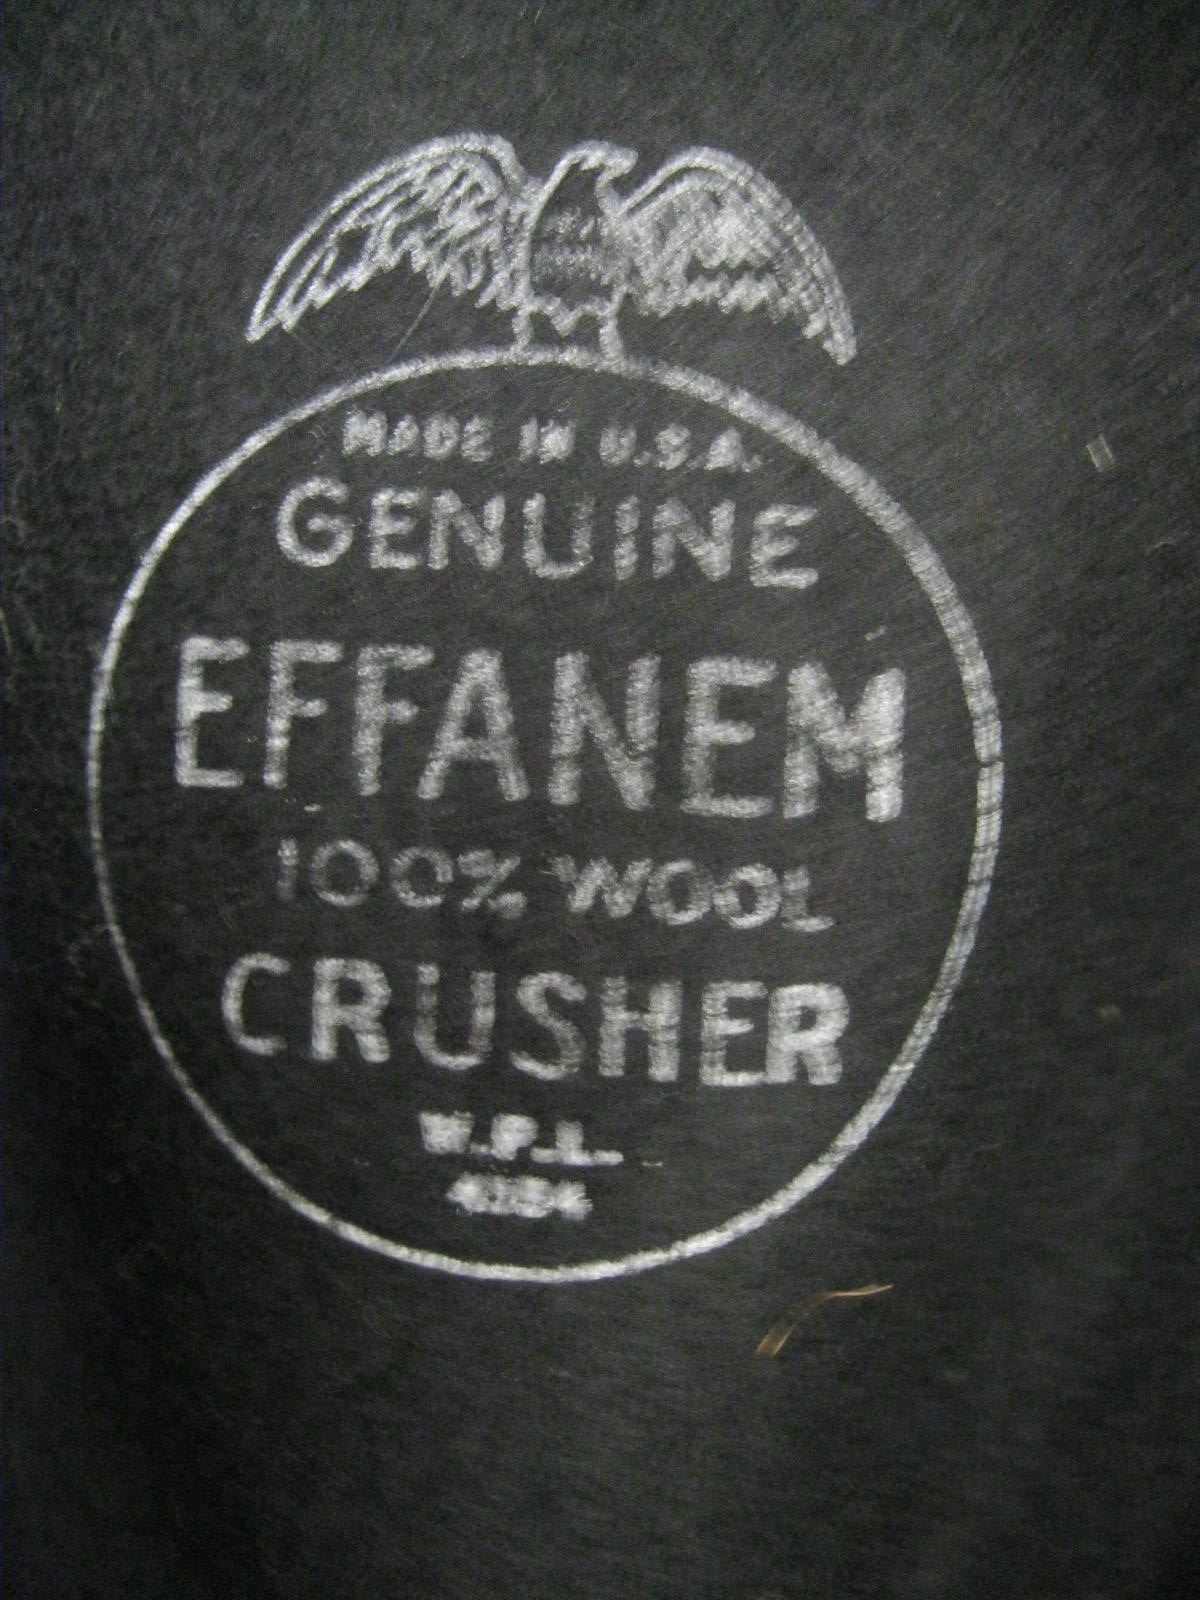 MADE IN U.S.A.
GENUINE
EFFANEM
100% WOOL
CRUSHER
W.P.L.